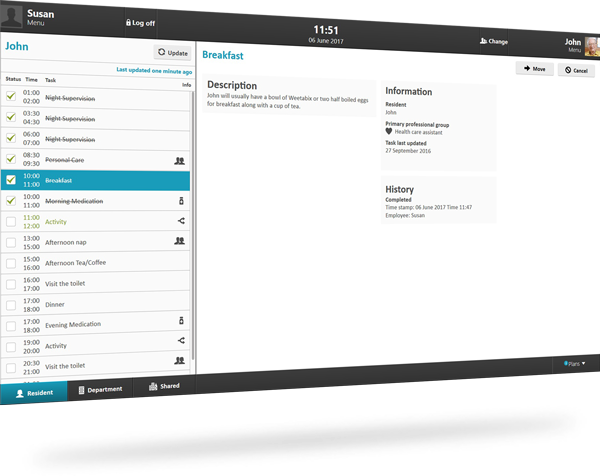 Susan
Menu
Log off
11:51
06 June 2017
Change
John
Menu
John
Update
Last updated one minute ago
Status Time Task Info
01:00
02:00
Night Supervision
03:30
04:30
Night Supervision
06:00
07:00
Night Supervision
08:30
09:30
Personal Care
10:00
11:00
Breakfast
10:00
11:00
Morning Medication
11:00
12:00
Activity
13:00
15:00
Afternoon nap
15:00
16:00
Afternoon Tea/Coffee
16:00
17:00
Visit the toilet
17:00
18:00
Dinner
17:00
18:00
Evening Medication
19:00
20:00
Activity
20:30
21:00
Visit the toilet
Resident
Department
Shared
Breakfast
Move
Cancel
Description
John will usually have a bowl of Weetabix or two half boiled eggs
for breakfast along with a cup of tea.
Information
Resident
John
Primary professional group
Health care assistant
Task last updated
27 September 2016
History
Completed
Time stamp: 06 June 2017 Time 11:47
Employee: Susan
Plans